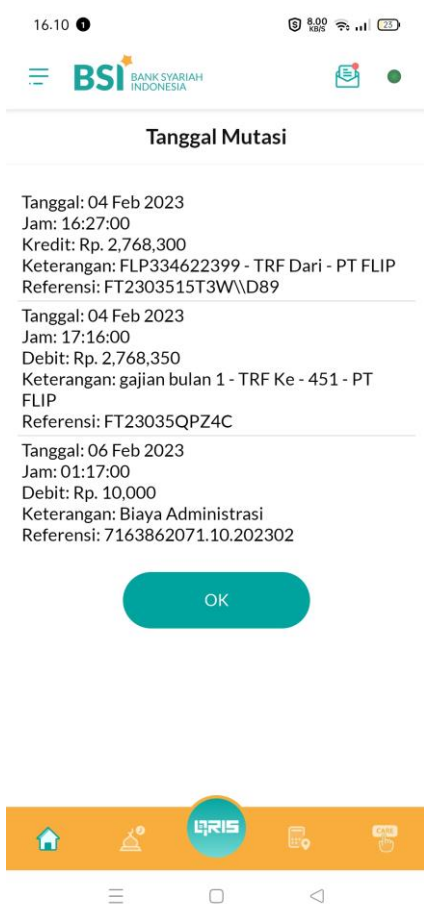 16.10 1
8.00
KB/S
23
BSI BANK SYARIAH
INDONESIA
Tanggal Mutasi
Tanggal: 04 Feb 2023
Jam: 16:27:00
Kredit: Rp. 2,768,300
Keterangan: FLP334622399 - TRF Dari - PT FLIP
Referensi: FT2303515T3W\\D89
Tanggal: 04 Feb 2023
Jam: 17:16:00
Debit: Rp. 2,768,350
Keterangan: gajian bulan 1 - TRF Ke - 451 - PT
FLIP
Referensi: FT23035QPZ4C
Tanggal: 06 Feb 2023
Jam: 01:17:00
Debit: Rp. 10,000
Keterangan: Biaya Administrasi
Referensi: 7163862071.10.202302
OK
QRIS
CARE